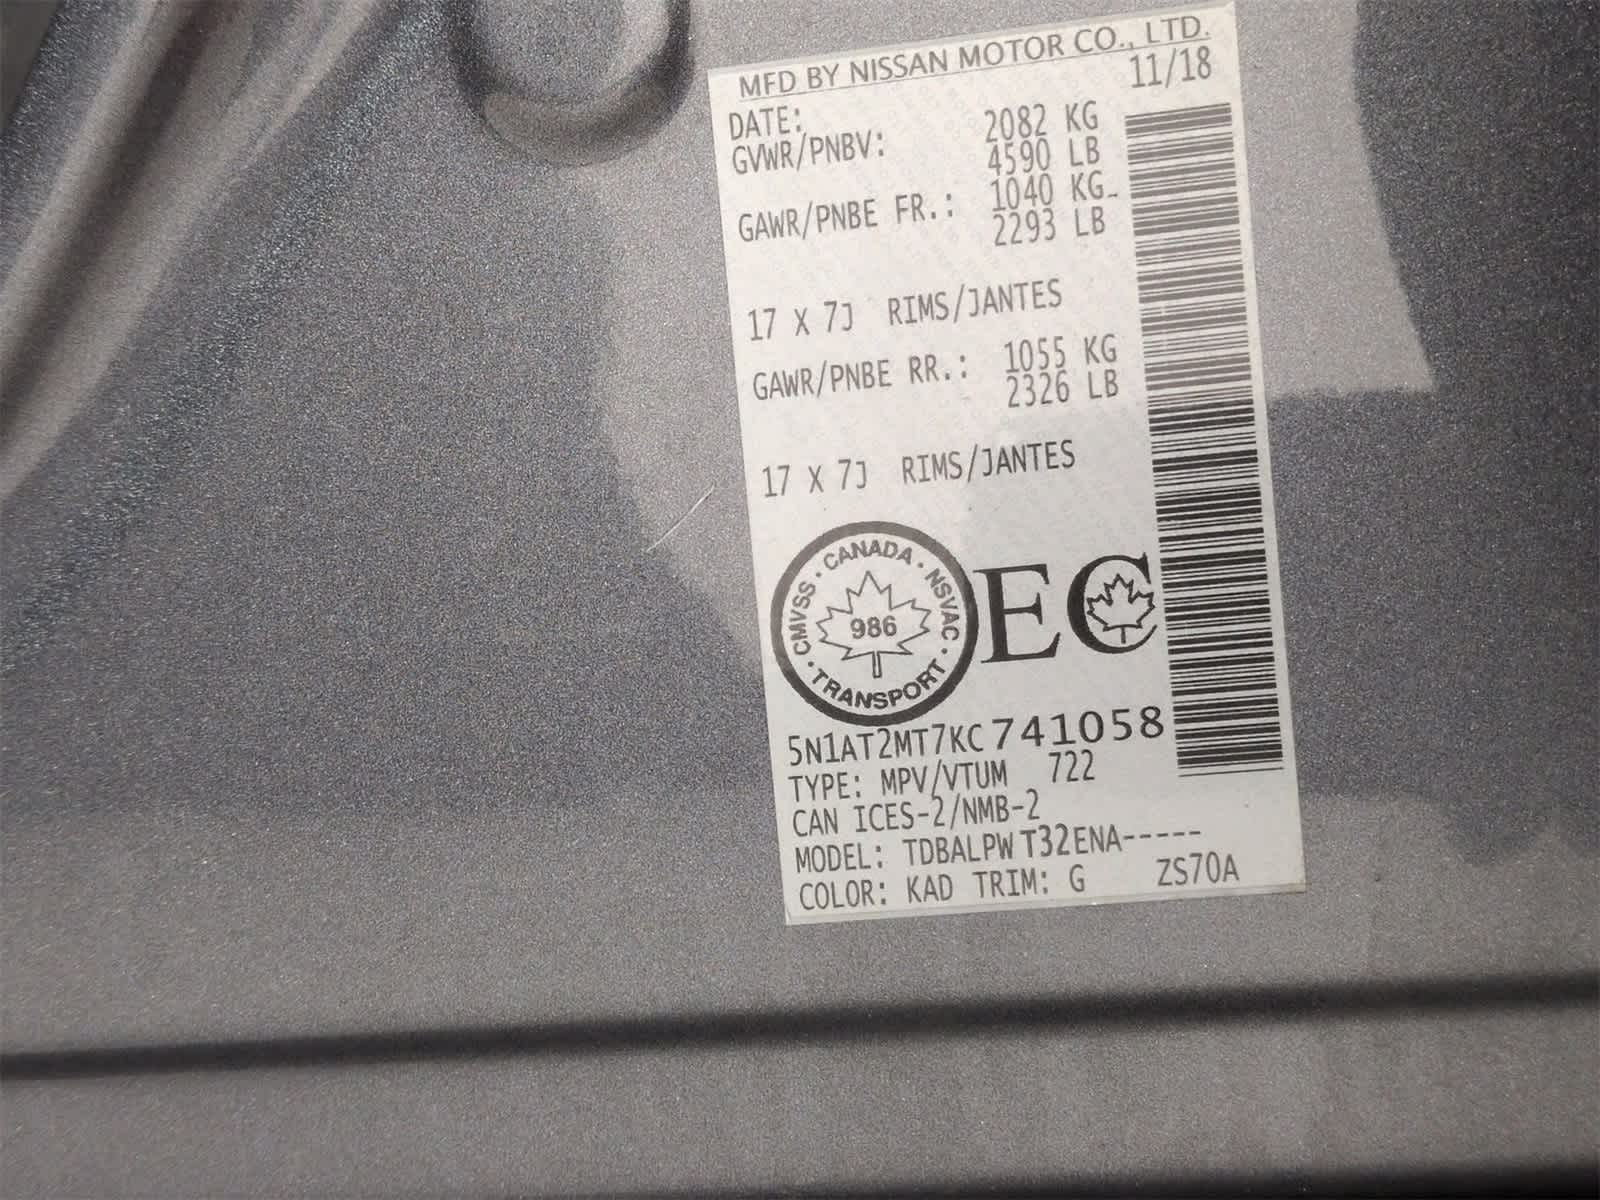 MFD BY NISSAN MOTOR CO., LTD.
DATE: 11/18
GVWR/PNBV: 2082 KG
4590 LB
GAWR/PNBE FR.: 1040 KG
2293 LB
17 X 7J RIMS/JANTES
GAWR/PNBE RR.: 1055 KG
2326 LB
17 X 7J RIMS/JANTES
CMVSS · CANADA · NSVAC · TRANSPORT ·
986
EC
5N1AT2MT7KC741058
TYPE: MPV/VTUM 722
CAN ICES-2/NMB-2
MODEL: TDBALPW T32ENA-----
COLOR: KAD TRIM: G ZS70A